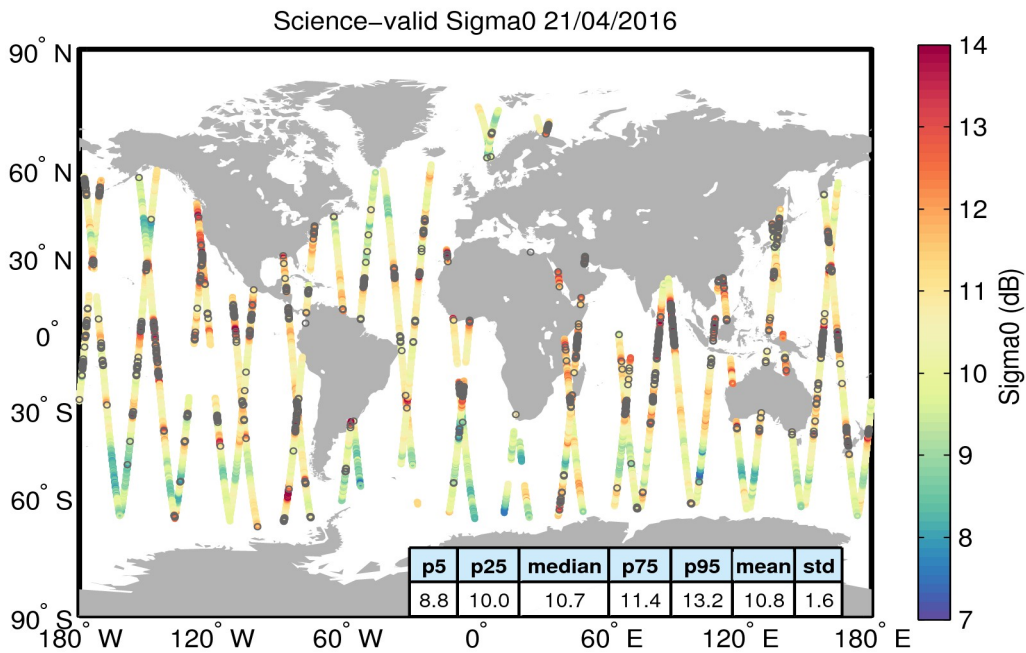 Science−valid Sigma0 21/04/2016
90° N
60° N
30° N
0°
30° S
60° S
90° S
180° W
120° W
60° W
0°
60° E
120° E
180° E
p5 p25 median p75 p95 mean std
8.8 10.0 10.7 11.4 13.2 10.8 1.6
14
13
12
11
10
9
8
7
Sigma0 (dB)